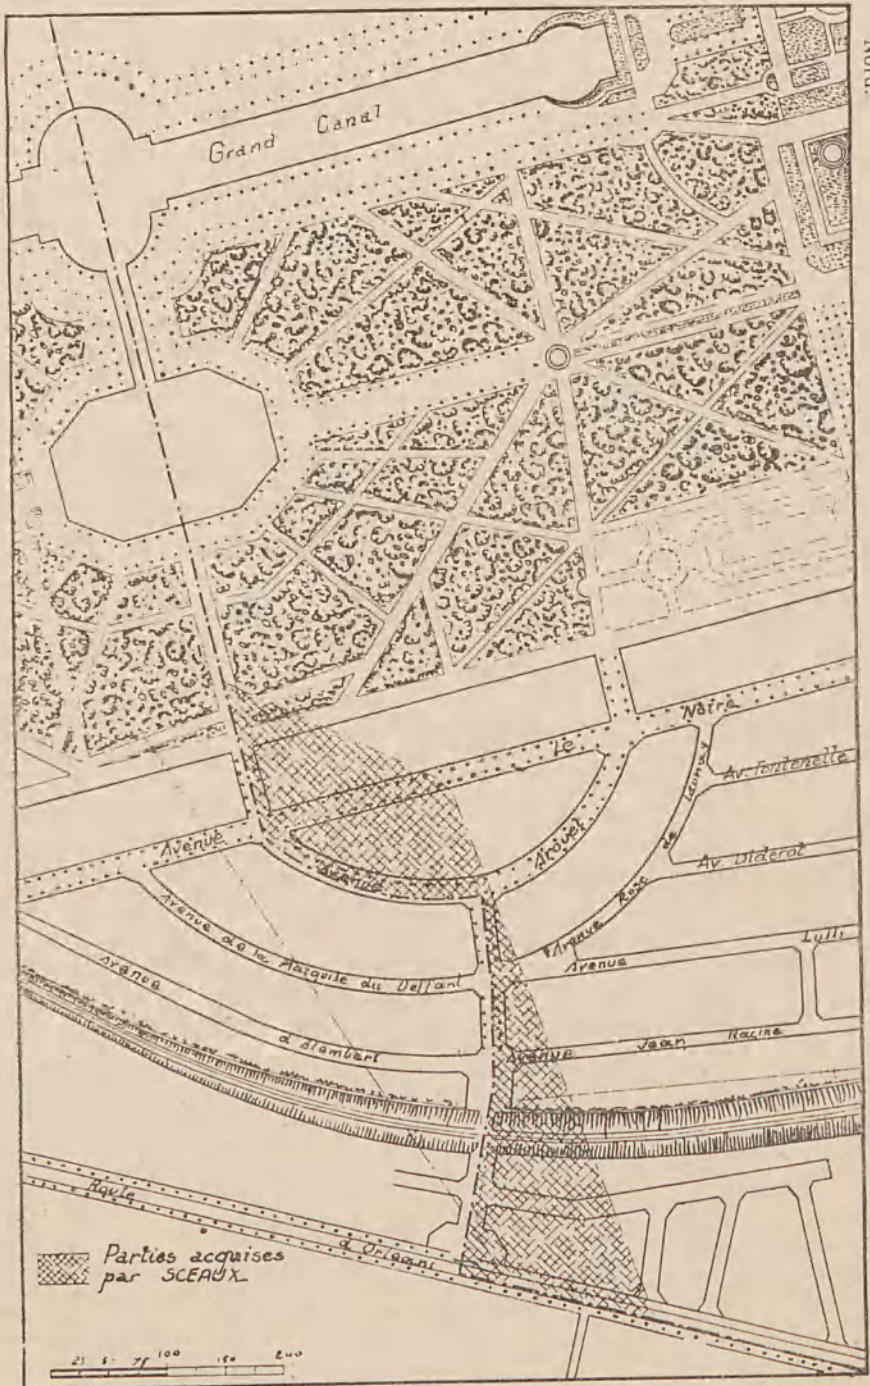 Grand Canal
Avenue Le Nôtre
Avenue Arouet
Avenue Rose de Launay
Av. Fontenelle
Av. Diderot
Avenue Lylli
Avenue de la Marquise du Deffant
Avenue d'Alembert
Avenue Jean Racine
Route d'Orléans
Parties acquises
par SCEAUX
25 50 75 100 150 200